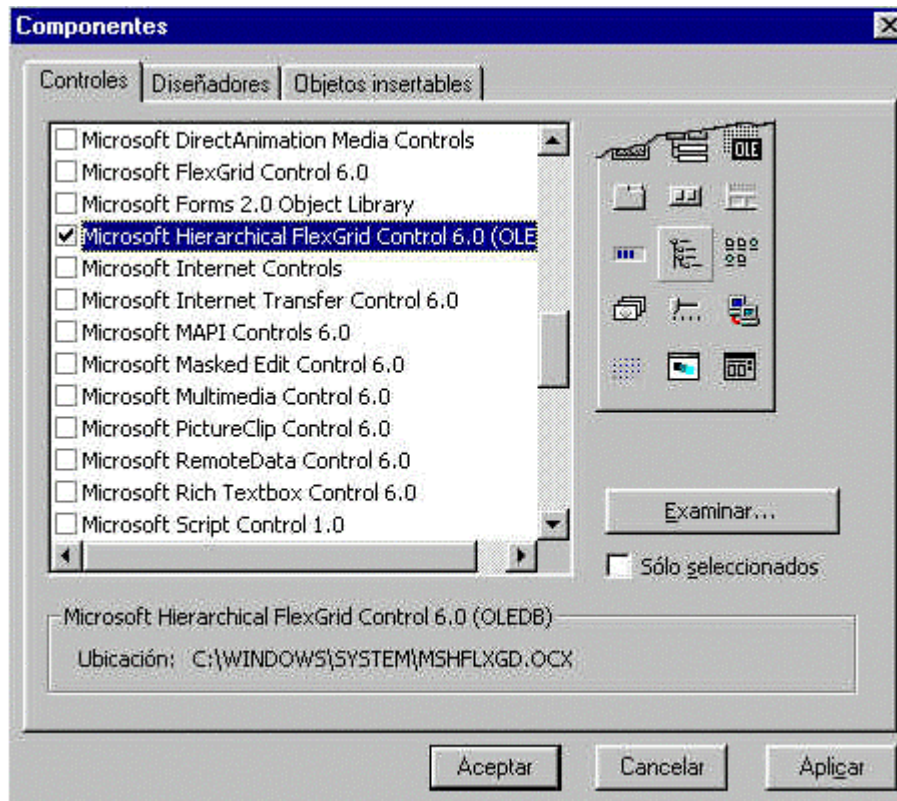 Componentes
Controles Diseñadores Objetos insertables
Microsoft DirectAnimation Media Controls
Microsoft FlexGrid Control 6.0
Microsoft Forms 2.0 Object Library
Microsoft Hierarchical FlexGrid Control 6.0 (OLE
Microsoft Internet Controls
Microsoft Internet Transfer Control 6.0
Microsoft MAPI Controls 6.0
Microsoft Masked Edit Control 6.0
Microsoft Multimedia Control 6.0
Microsoft PictureClip Control 6.0
Microsoft RemoteData Control 6.0
Microsoft Rich Textbox Control 6.0
Microsoft Script Control 1.0
OLE
Examinar...
Sólo seleccionados
Microsoft Hierarchical FlexGrid Control 6.0 (OLEDB)
Ubicación: C:\WINDOWS\SYSTEM\MSHFLXGD.OCX
Aceptar Cancelar Aplicar